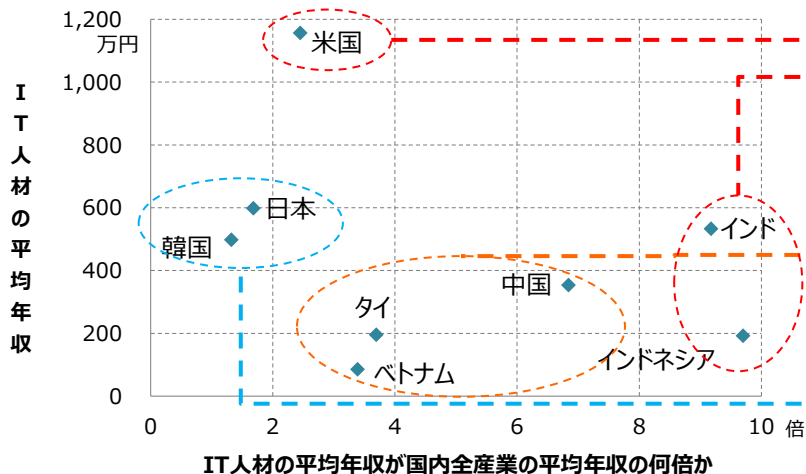 1,200
万円
1,000
800
600
400
200
0
IT人材の平均年収
米国
日本
韓国
インド
中国
タイ
ベトナム
インドネシア
0 2 4 6 8 10 倍
IT人材の平均年収が国内全産業の平均年収の何倍か